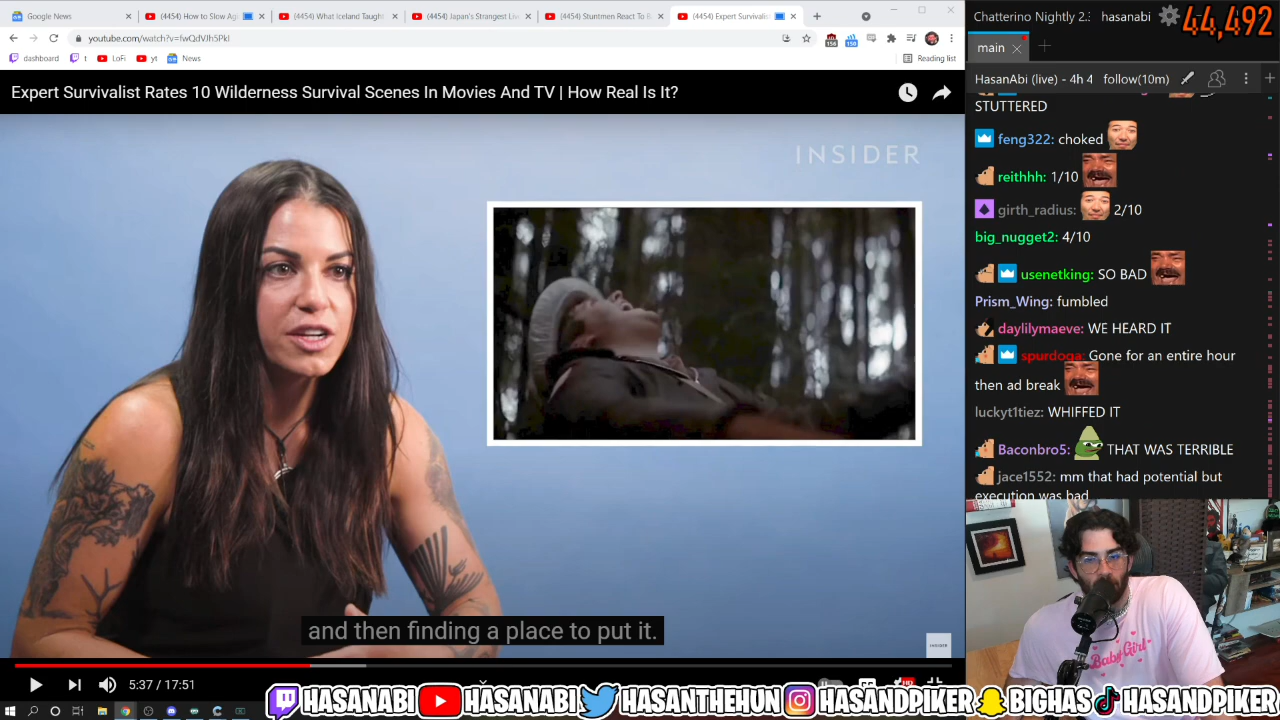 Google News
(4454) How to Slow Ag
(4454) What Iceland Taught
(4454) Japan's Strangest Live
(4454) Stuntmen React To B
(4454) Expert Survivalis
youtube.com/watch?v=fwQdVJh5PkI
dashboard
t
LoFi
yt
News
Reading list
Expert Survivalist Rates 10 Wilderness Survival Scenes In Movies And TV | How Real Is It?
INSIDER
and then finding a place to put it.
5:37 / 17:51
Chatterino Nightly 2.
hasanabi
44,492
main
HasanAbi (live) - 4h 4
follow(10m)
STUTTERED
feng322: choked
reithhh: 1/10
girth_radius: 2/10
big_nugget2: 4/10
usenetking: SO BAD
Prism_Wing: fumbled
daylilymaeve: WE HEARD IT
spurdoga: Gone for an entire hour
then ad break
luckyt1tiez: WHIFFED IT
Baconbro5: THAT WAS TERRIBLE
jace1552: mm that had potential but
execution was bad
Baby Girl
HASANABI HASANABI HASANTHEHUN HASANDPIKER BIGHAS HASANDPIKER